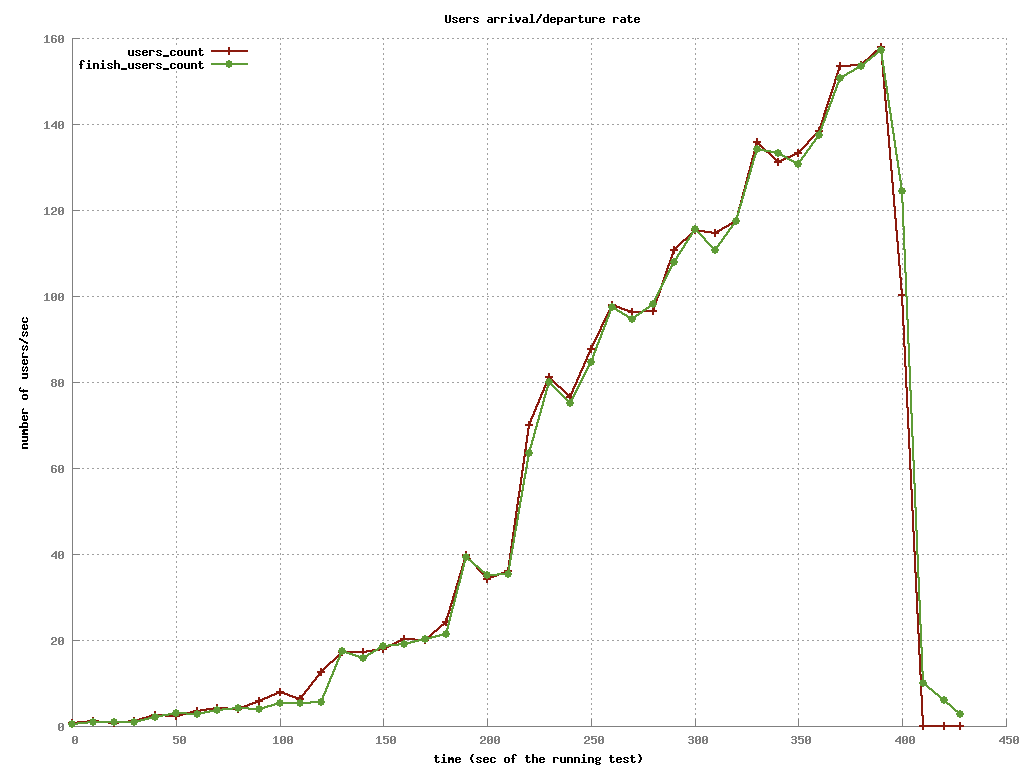 Users arrival/departure rate
users_count
finish_users_count
160
140
120
100
80
60
40
20
0
number of users/sec
0 50 100 150 200 250 300 350 400 450
time (sec of the running test)